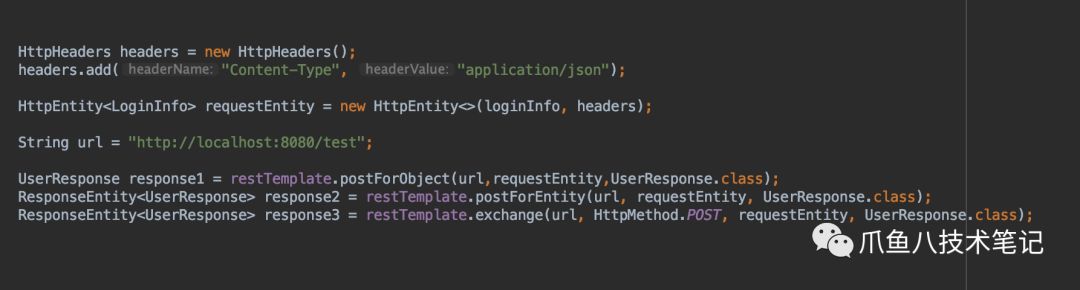 HttpHeaders headers = new HttpHeaders();
headers.add( headerName: "Content-Type", headerValue: "application/json");
HttpEntity<LoginInfo> requestEntity = new HttpEntity<>(loginInfo, headers);
String url = "http://localhost:8080/test";
UserResponse response1 = restTemplate.postForObject(url,requestEntity,UserResponse.class);
ResponseEntity<UserResponse> response2 = restTemplate.postForEntity(url, requestEntity, UserResponse.class);
ResponseEntity<UserResponse> response3 = restTemplate.exchange(url, HttpMethod.POST, requestEntity, UserResponse.class);
爪鱼八技术笔记